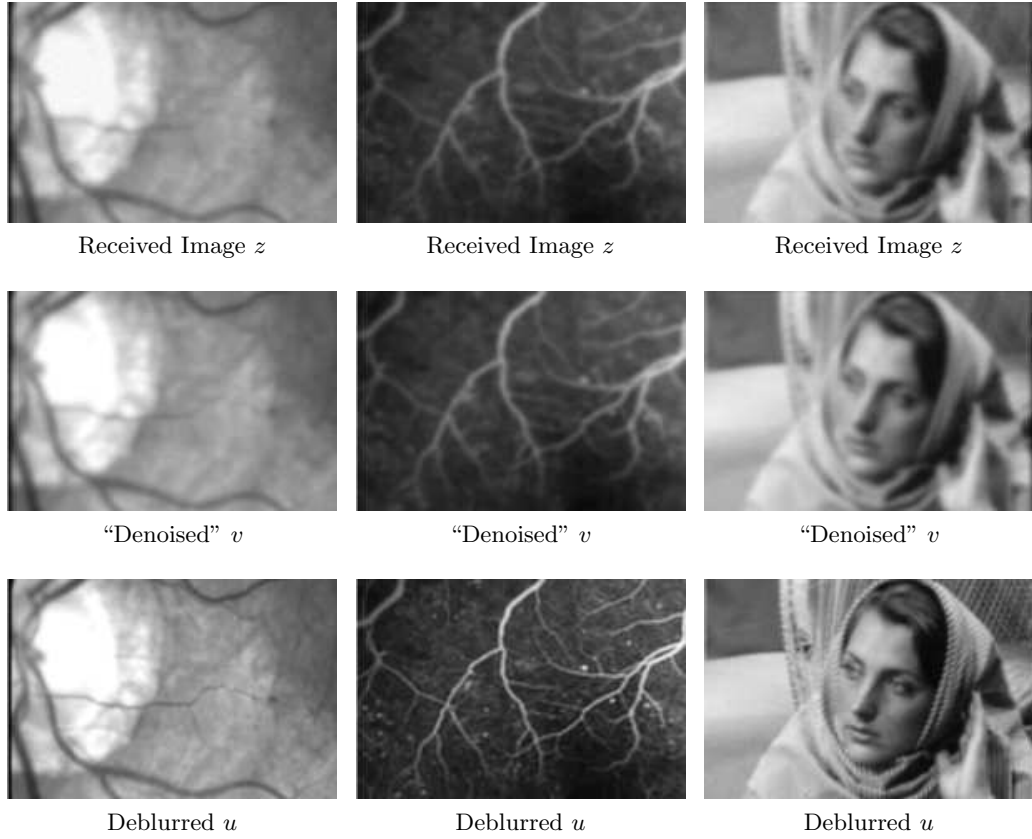 Received Image z Received Image z Received Image z
“Denoised” v “Denoised” v “Denoised” v
Deblurred u Deblurred u Deblurred u